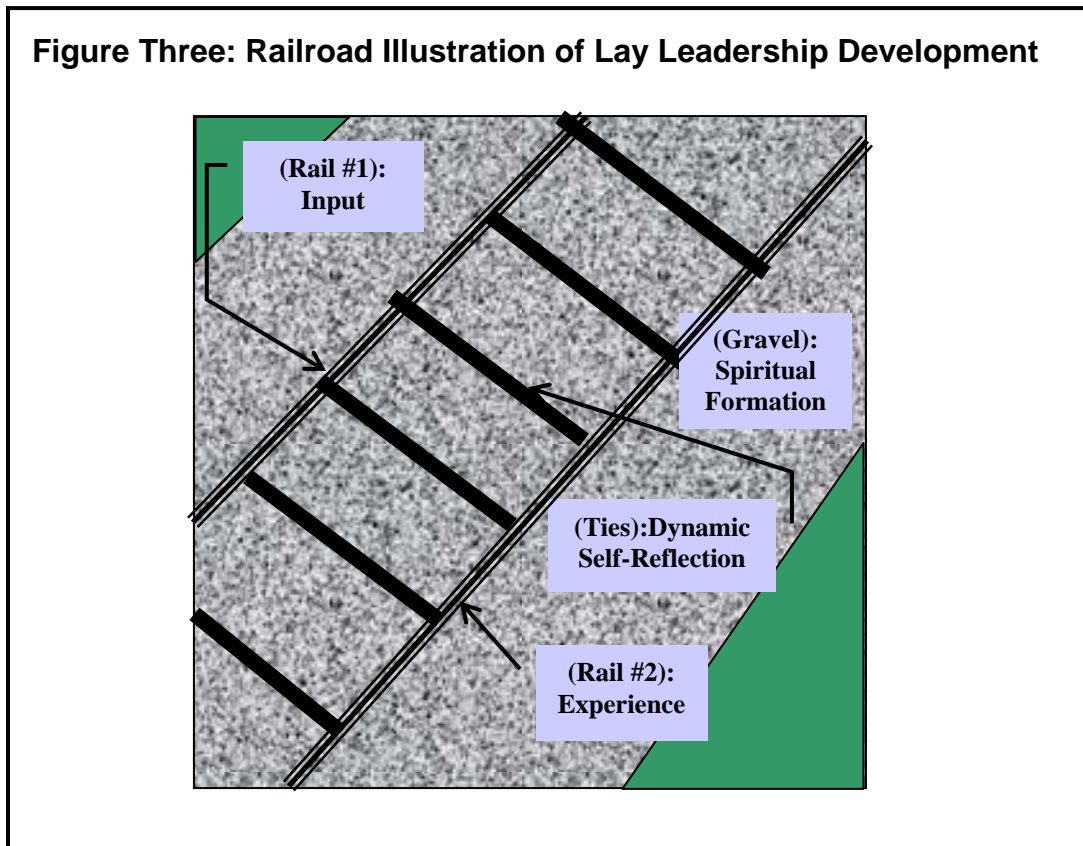 Figure Three: Railroad Illustration of Lay Leadership Development
(Rail #1):
Input
(Gravel):
Spiritual
Formation
(Ties):Dynamic
Self-Reflection
(Rail #2):
Experience